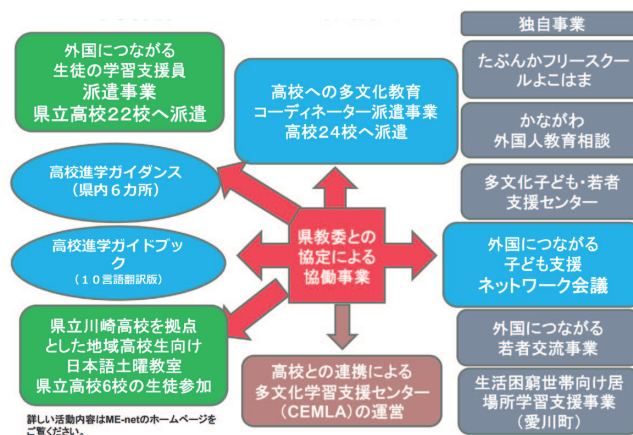 外国につながる
生徒の学習支援員
派遣事業
県立高校22校へ派遣
高校への多文化教育
コーディネーター派遣事業
高校24校へ派遣
高校進学ガイダンス
（県内６カ所）
高校進学ガイドブッ
ク
（１０言語翻訳版）
県教委との
協定による
協働事業
県立川崎高校を拠点
とした地域高校生向け
日本語土曜教室
県立高校6校の生徒参加
高校との連携による
多文化学習支援センター
（CEMLA）の運営
独自事業
たぶんかフリースクー
ルよこはま
かながわ
外国人教育相談
多文化子ども・若者
支援センター
外国につながる
子ども支援
ネットワーク会議
外国につながる
若者交流事業
生活困窮世帯向け居
場所学習支援事業
（愛川町）
詳しい活動内容はME-netのホームページを
ご覧ください。